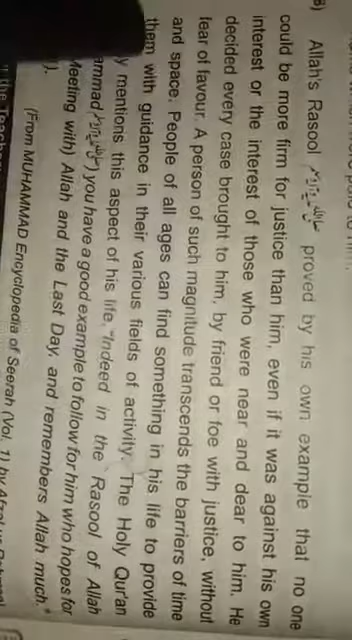 Allah's Rasool ﷺ proved by his own example that no one
could be more firm for justice than him, even if it was against his own
interest or the interest of those who were near and dear to him. He
decided every case brought to him, by friend or foe with justice, without
fear of favour. A person of such magnitude transcends the barriers of time
and space. People of all ages can find something in his life to provide
them with guidance in their various fields of activity. The Holy Qur'an
mentions this aspect of his life, "Indeed in the Rasool of Allah
ammad ﷺ) you have a good example to follow for him who hopes for
Meeting with) Allah and the Last Day, and remembers Allah much."
).
(From MUHAMMAD Encyclopedia of Seerah (Vol. 1) by